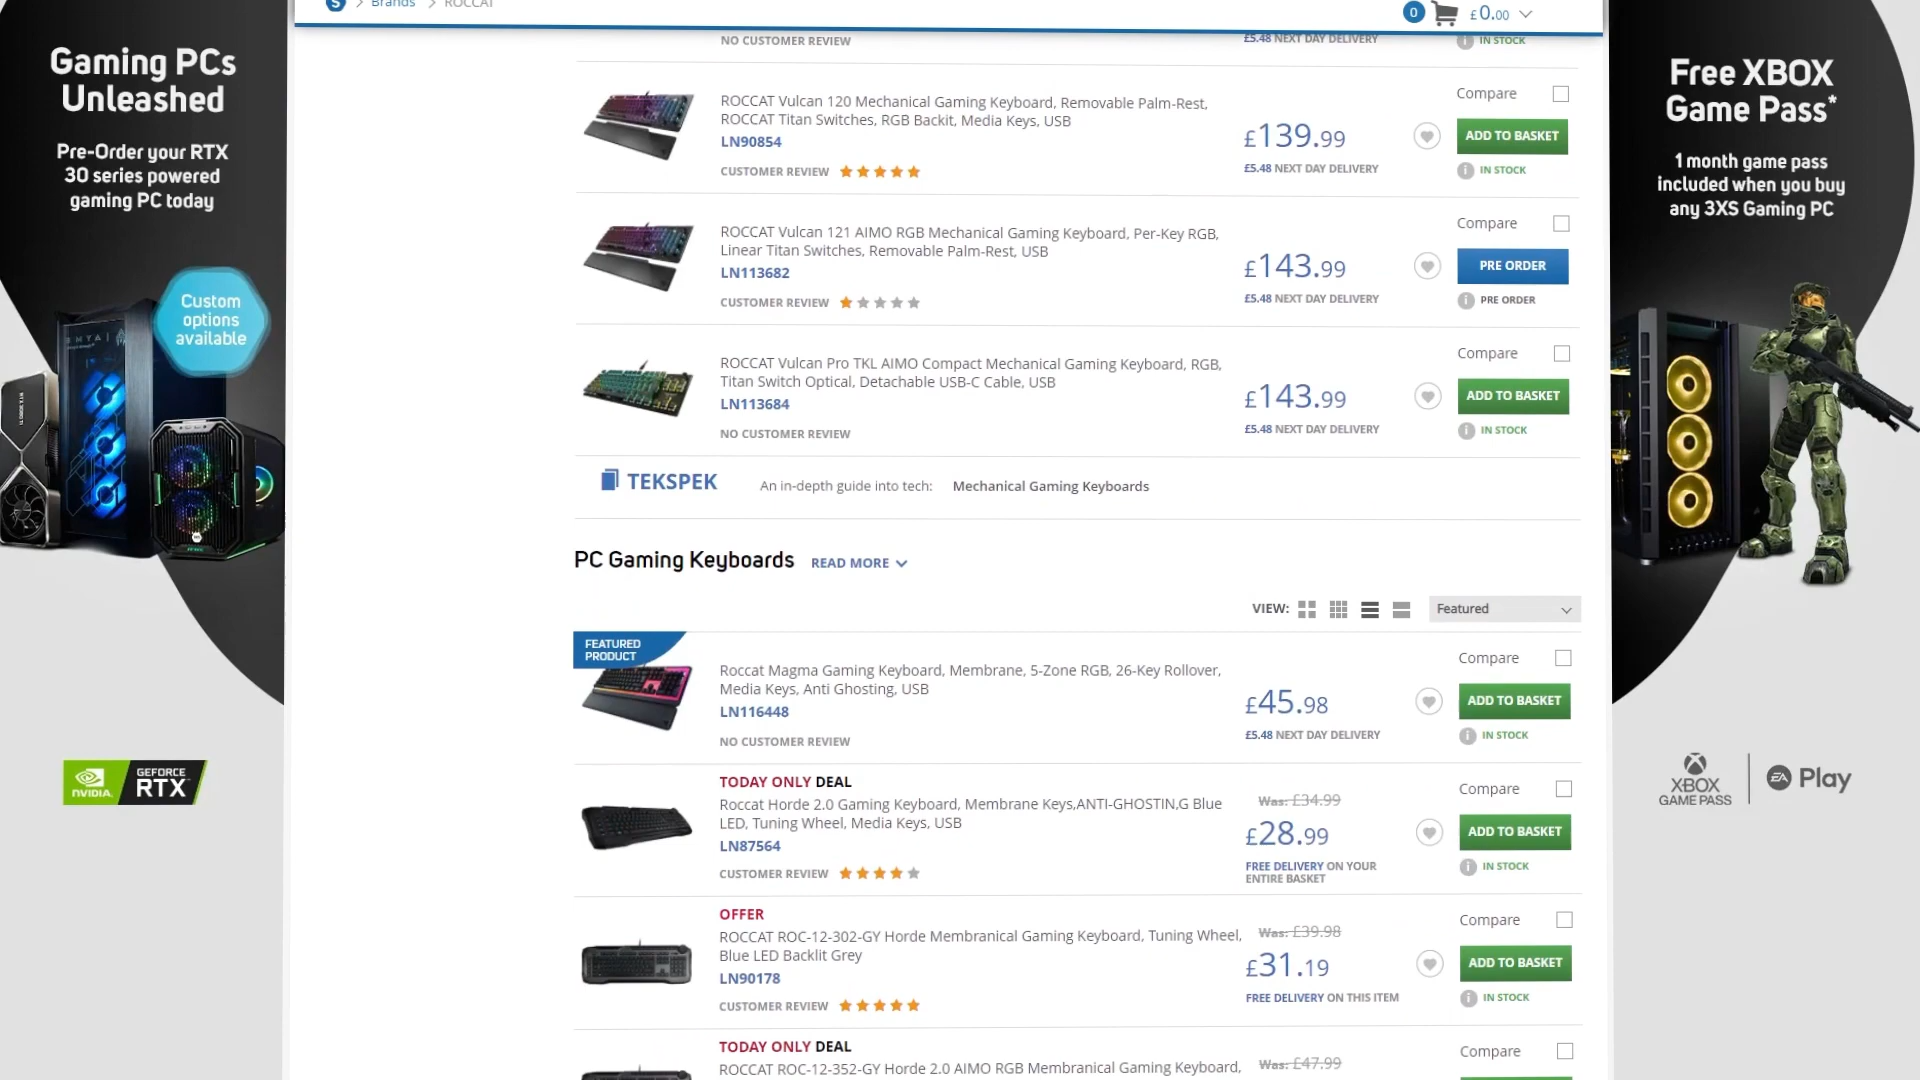 S > Brands > ROCCAT
0 £0.00
NO CUSTOMER REVIEW
£5.48 NEXT DAY DELIVERY
IN STOCK
Gaming PCs
Unleashed
Pre-Order your RTX
30 series powered
gaming PC today
Custom
options
available
NVIDIA.
GEFORCE
RTX
ROCCAT Vulcan 120 Mechanical Gaming Keyboard, Removable Palm-Rest,
ROCCAT Titan Switches, RGB Backit, Media Keys, USB
LN90854
CUSTOMER REVIEW
£139.99
£5.48 NEXT DAY DELIVERY
Compare
ADD TO BASKET
IN STOCK
ROCCAT Vulcan 121 AIMO RGB Mechanical Gaming Keyboard, Per-Key RGB,
Linear Titan Switches, Removable Palm-Rest, USB
LN113682
CUSTOMER REVIEW
£143.99
£5.48 NEXT DAY DELIVERY
Compare
PRE ORDER
PRE ORDER
ROCCAT Vulcan Pro TKL AIMO Compact Mechanical Gaming Keyboard, RGB,
Titan Switch Optical, Detachable USB-C Cable, USB
LN113684
NO CUSTOMER REVIEW
£143.99
£5.48 NEXT DAY DELIVERY
Compare
ADD TO BASKET
IN STOCK
TEKSPEK An in-depth guide into tech: Mechanical Gaming Keyboards
PC Gaming Keyboards READ MORE
VIEW: Featured
FEATURED
PRODUCT
Roccat Magma Gaming Keyboard, Membrane, 5-Zone RGB, 26-Key Rollover,
Media Keys, Anti Ghosting, USB
LN116448
NO CUSTOMER REVIEW
£45.98
£5.48 NEXT DAY DELIVERY
Compare
ADD TO BASKET
IN STOCK
TODAY ONLY DEAL
Roccat Horde 2.0 Gaming Keyboard, Membrane Keys,ANTI-GHOSTIN,G Blue
LED, Tuning Wheel, Media Keys, USB
LN87564
CUSTOMER REVIEW
Was: £34.99
£28.99
FREE DELIVERY ON YOUR
ENTIRE BASKET
Compare
ADD TO BASKET
IN STOCK
OFFER
ROCCAT ROC-12-302-GY Horde Membranical Gaming Keyboard, Tuning Wheel,
Blue LED Backlit Grey
LN90178
CUSTOMER REVIEW
Was: £39.98
£31.19
FREE DELIVERY ON THIS ITEM
Compare
ADD TO BASKET
IN STOCK
TODAY ONLY DEAL
ROCCAT ROC-12-352-GY Horde 2.0 AIMO RGB Membranical Gaming Keyboard,
Was: £47.99
Compare
Free XBOX
Game Pass*
1 month game pass
included when you buy
any 3XS Gaming PC
XBOX
GAME PASS
EA Play